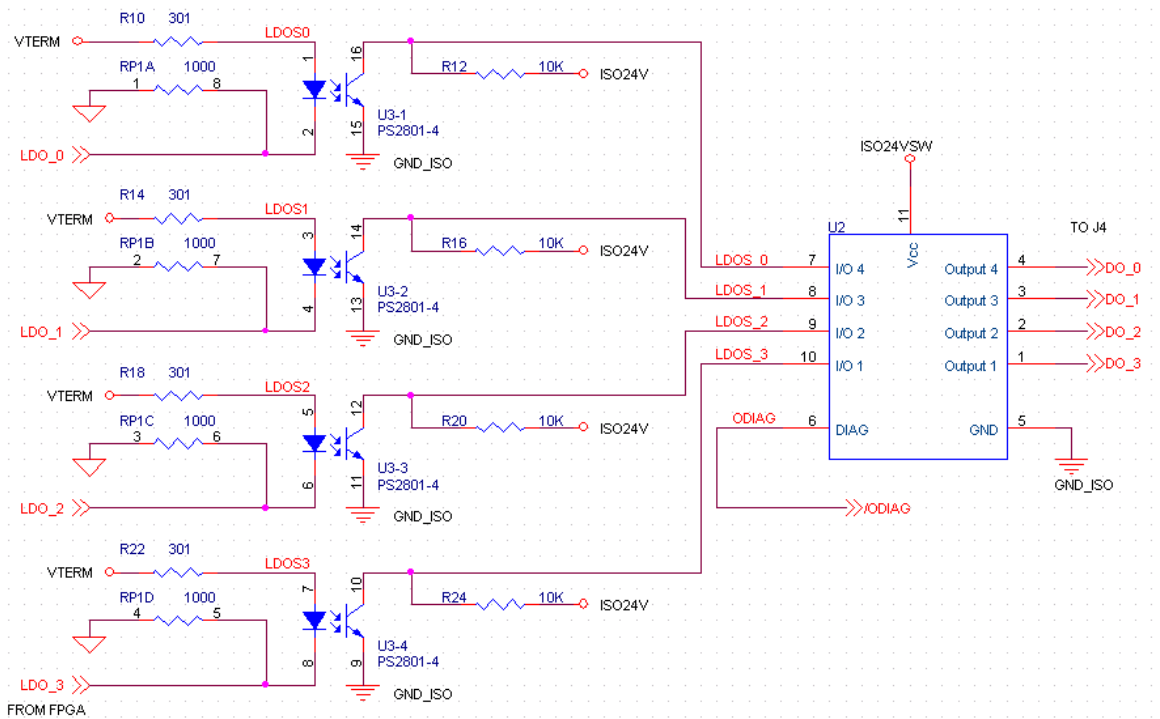 R10 301
LDOS0
VTERM
RP1A 1000
1 8
1
2
16
15
R12 10K ISO24V
U3-1
PS2801-4
GND_ISO
LDO_0
R14 301
LDOS1
VTERM
RP1B 1000
2 7
3
4
14
13
R16 10K ISO24V
U3-2
PS2801-4
GND_ISO
LDO_1
R18 301
LDOS2
VTERM
RP1C 1000
3 6
5
6
12
11
R20 10K ISO24V
U3-3
PS2801-4
GND_ISO
LDO_2
R22 301
LDOS3
VTERM
RP1D 1000
4 5
7
8
10
9
R24 10K ISO24V
U3-4
PS2801-4
GND_ISO
LDO_3
FROM FPGA
ISO24VSW
11
U2
Vcc
TO J4
LDOS_0 7 I/O 4 Output 4 4 DO_0
LDOS_1 8 I/O 3 Output 3 3 DO_1
LDOS_2 9 I/O 2 Output 2 2 DO_2
LDOS_3 10 I/O 1 Output 1 1 DO_3
ODIAG 6 DIAG GND 5
GND_ISO
/ODIAG